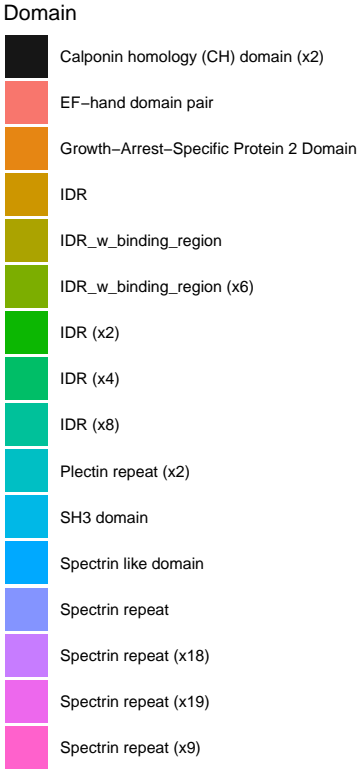 Domain
Calponin homology (CH) domain (x2)
EF−hand domain pair
Growth−Arrest−Specific Protein 2 Domain
IDR
IDR_w_binding_region
IDR_w_binding_region (x6)
IDR (x2)
IDR (x4)
IDR (x8)
Plectin repeat (x2)
SH3 domain
Spectrin like domain
Spectrin repeat
Spectrin repeat (x18)
Spectrin repeat (x19)
Spectrin repeat (x9)